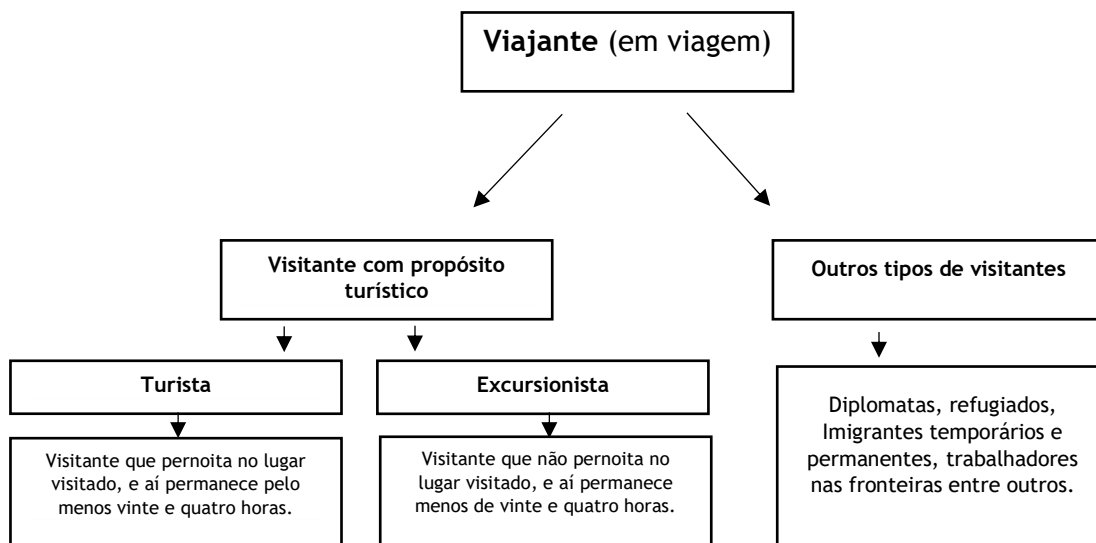 Viajante (em viagem)
Visitante com propósito
turístico
Outros tipos de visitantes
Turista
Excursionista
Visitante que pernoita no lugar
visitado, e aí permanece pelo
menos vinte e quatro horas.
Visitante que não pernoita no
lugar visitado, e aí permanece
menos de vinte e quatro horas.
Diplomatas, refugiados,
Imigrantes temporários e
permanentes, trabalhadores
nas fronteiras entre outros.